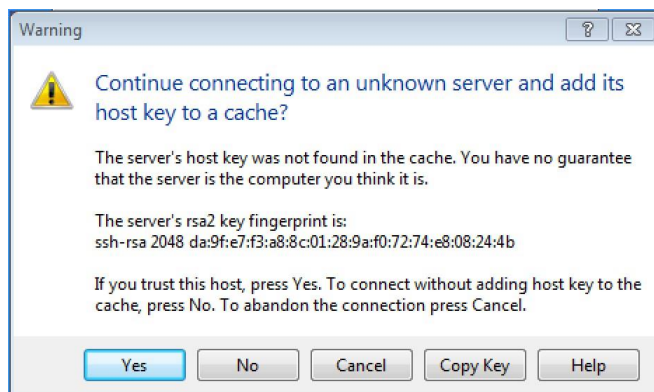 Warning
Continue connecting to an unknown server and add its
host key to a cache?
The server's host key was not found in the cache. You have no guarantee
that the server is the computer you think it is.
The server's rsa2 key fingerprint is:
ssh-rsa 2048 da:9f:e7:f3:a8:8c:01:28:9a:f0:72:74:e8:08:24:4b
If you trust this host, press Yes. To connect without adding host key to the
cache, press No. To abandon the connection press Cancel.
Yes No Cancel Copy Key Help